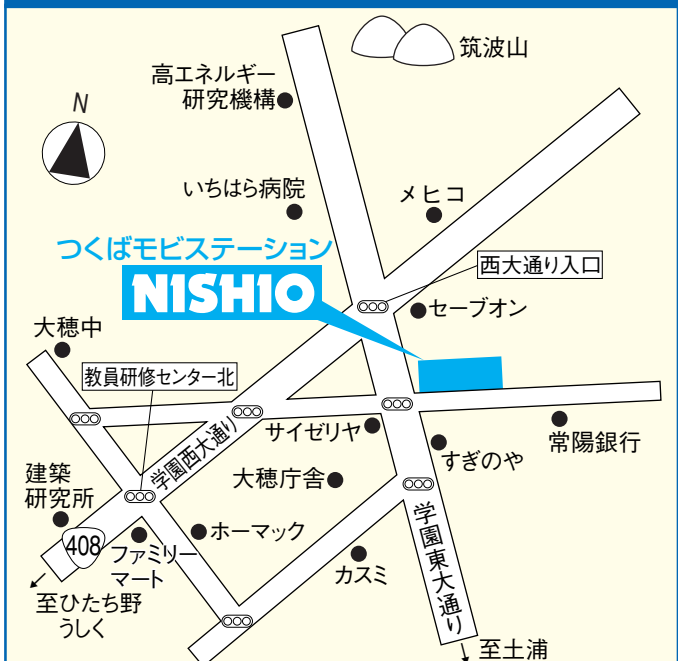 筑波山
高エネルギー
研究機構
N
いちはら病院
メヒコ
つくばモビステーション
NISHIO
西大通り入口
セーブオン
大穂中
教員研修センター北
学園西大通り
サイゼリヤ
常陽銀行
すぎのや
大穂庁舎
建築
研究所
408
ホーマック
ファミリー
マート
カスミ
学園東大通り
至ひたち野
うしく
至土浦